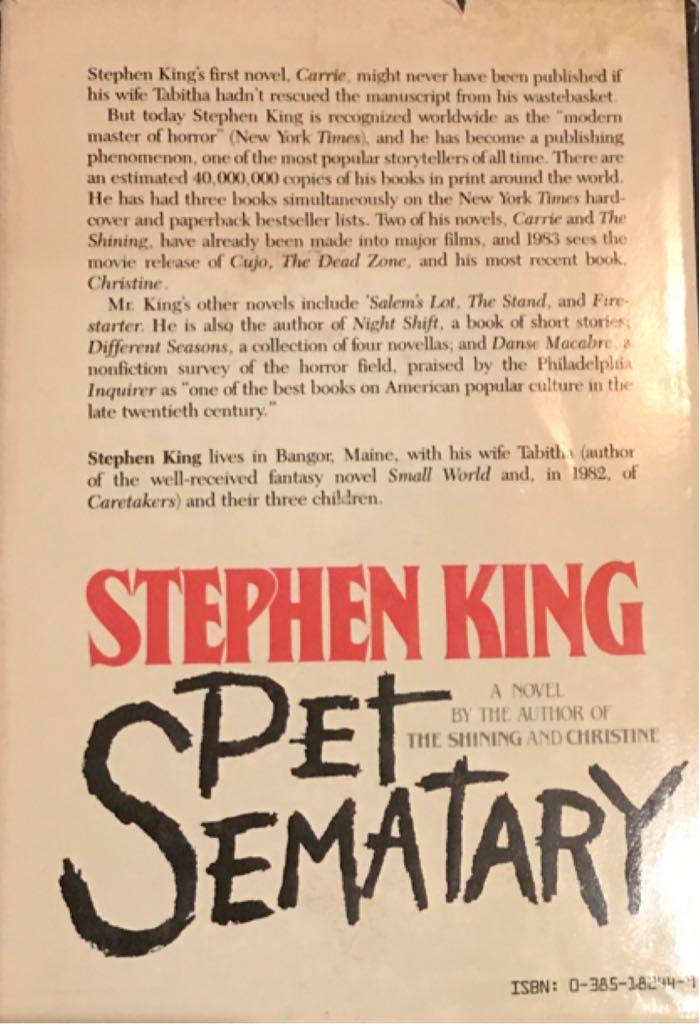 Stephen King's first novel, Carrie, might never have been published if
his wife Tabitha hadn't rescued the manuscript from his wastebasket.
But today Stephen King is recognized worldwide as the "modern
master of horror" (New York Times), and he has become a publishing
phenomenon, one of the most popular storytellers of all time. There are
an estimated 40,000,000 copies of his books in print around the world.
He has had three books simultaneously on the New York Times hard-
cover and paperback bestseller lists. Two of his novels, Carrie and The
Shining, have already been made into major films, and 1983 sees the
movie release of Cujo, The Dead Zone, and his most recent book,
Christine.
Mr. King's other novels include 'Salem's Lot, The Stand, and Fire-
starter. He is also the author of Night Shift, a book of short stories;
Different Seasons, a collection of four novellas; and Danse Macabre, a
nonfiction survey of the horror field, praised by the Philadelphia
Inquirer as "one of the best books on American popular culture in the
late twentieth century."
Stephen King lives in Bangor, Maine, with his wife Tabitha (author
of the well-received fantasy novel Small World and, in 1982, of
Caretakers) and their three children.
STEPHEN KING
PET
A NOVEL
BY THE AUTHOR OF
THE SHINING AND CHRISTINE
SEMATARY
ISBN: